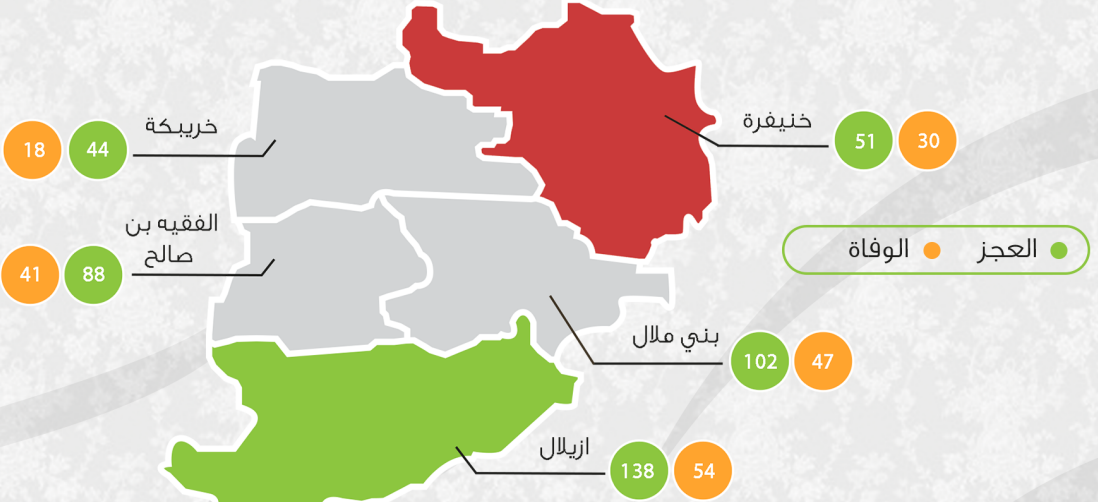 خنيفرة
51 30
خريبكة
44 18
الفقيه بن
صالح
88 41
العجز الوفاة
بني ملال
102 47
ازيلال
138 54